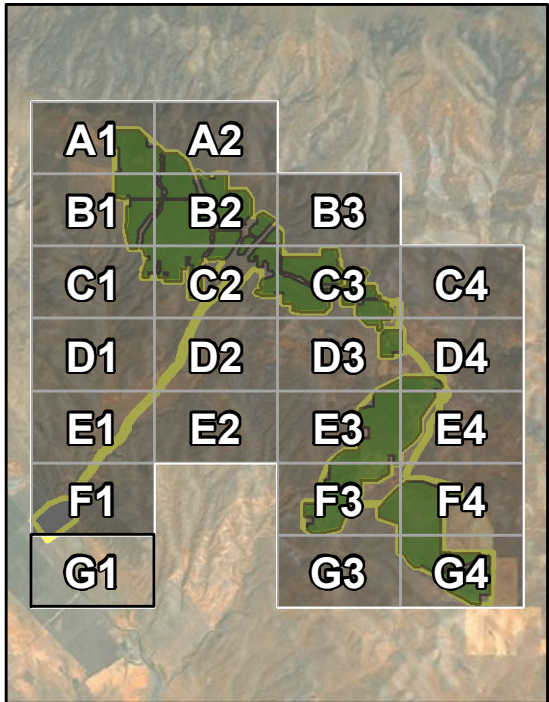 A1 A2
B1 B2 B3
C1 C2 C3 C4
D1 D2 D3 D4
E1 E2 E3 E4
F1 F3 F4
G1 G3 G4